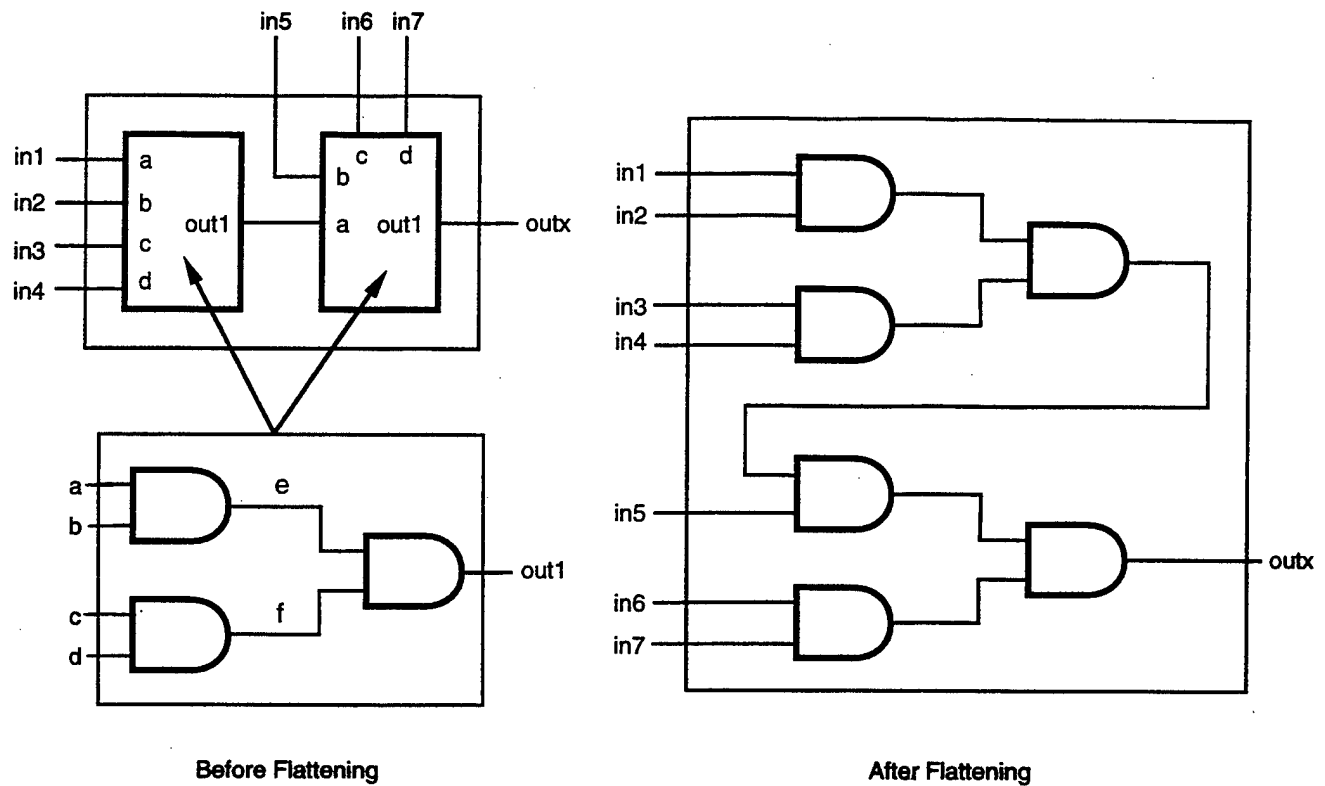 in5 in6 in7
in1 a
in2 b
in3 c
in4 d
out1
c d
b
a out1
outx
a
b
c
d
e
f
out1
Before Flattening
in1
in2
in3
in4
in5
in6
in7
outx
After Flattening